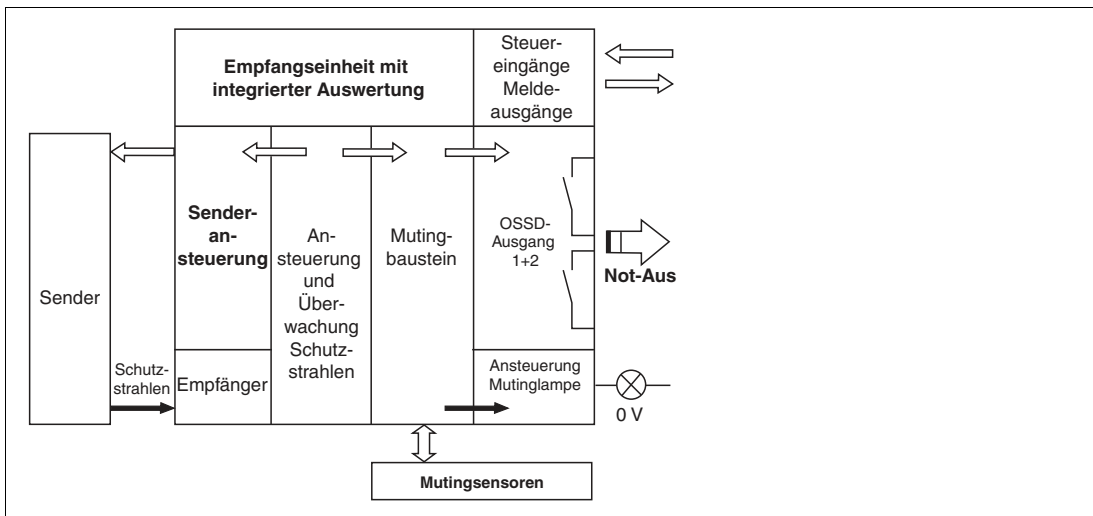 Empfangseinheit mit
integrierter Auswertung
Steuer-
eingänge
Melde-
ausgänge
Sender
Schutz-
strahlen
Sender-
an-
steuerung
Empfänger
An-
steuerung
und
Über-
wachung
Schutz-
strahlen
Muting-
baustein
OSSD-
Ausgang
1+2
Ansteuerung
Mutinglampe
Not-Aus
0 V
Mutingsensoren